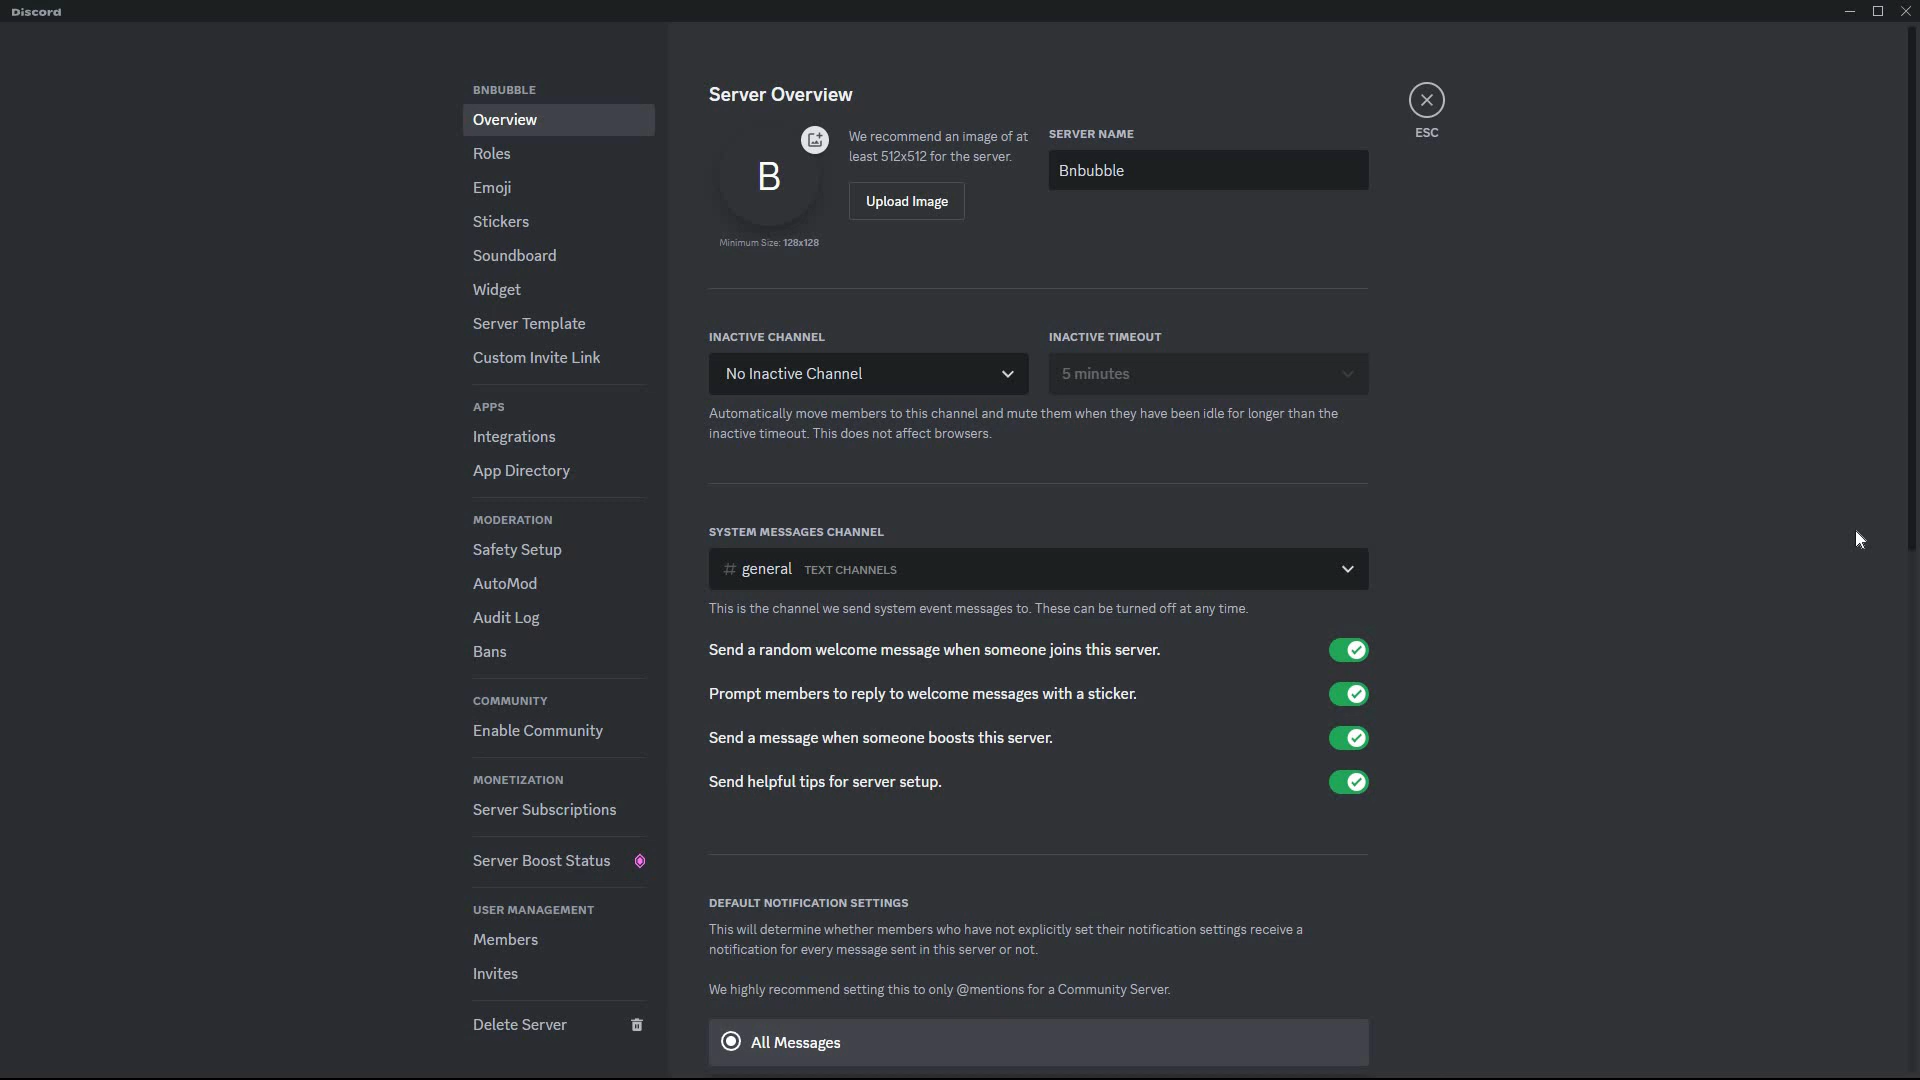 Discord
BNBUBBLE
Overview
Roles
Emoji
Stickers
Soundboard
Widget
Server Template
Custom Invite Link
APPS
Integrations
App Directory
MODERATION
Safety Setup
AutoMod
Audit Log
Bans
COMMUNITY
Enable Community
MONETIZATION
Server Subscriptions
Server Boost Status
USER MANAGEMENT
Members
Invites
Delete Server
Server Overview
B
Minimum Size: 128x128
We recommend an image of at
least 512x512 for the server.
Upload Image
SERVER NAME
Bnbubble
ESC
INACTIVE CHANNEL
No Inactive Channel
INACTIVE TIMEOUT
5 minutes
Automatically move members to this channel and mute them when they have been idle for longer than the
inactive timeout. This does not affect browsers.
SYSTEM MESSAGES CHANNEL
# general TEXT CHANNELS
This is the channel we send system event messages to. These can be turned off at any time.
Send a random welcome message when someone joins this server.
Prompt members to reply to welcome messages with a sticker.
Send a message when someone boosts this server.
Send helpful tips for server setup.
DEFAULT NOTIFICATION SETTINGS
This will determine whether members who have not explicitly set their notification settings receive a
notification for every message sent in this server or not.
We highly recommend setting this to only @mentions for a Community Server.
All Messages